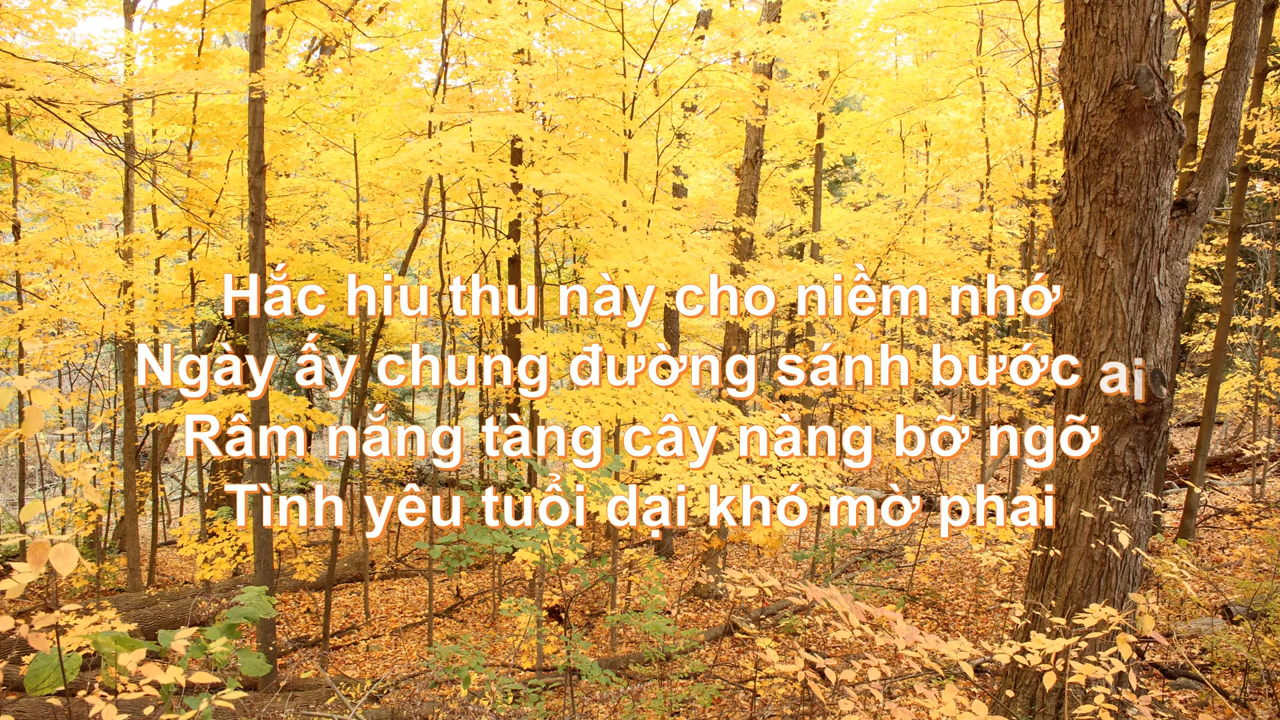 Hắc hiu thu này cho niềm nhớ
Ngày ấy chung đường sánh bước ai
Râm nắng tàng cây nàng bỡ ngỡ
Tình yêu tuổi dại khó mờ phai